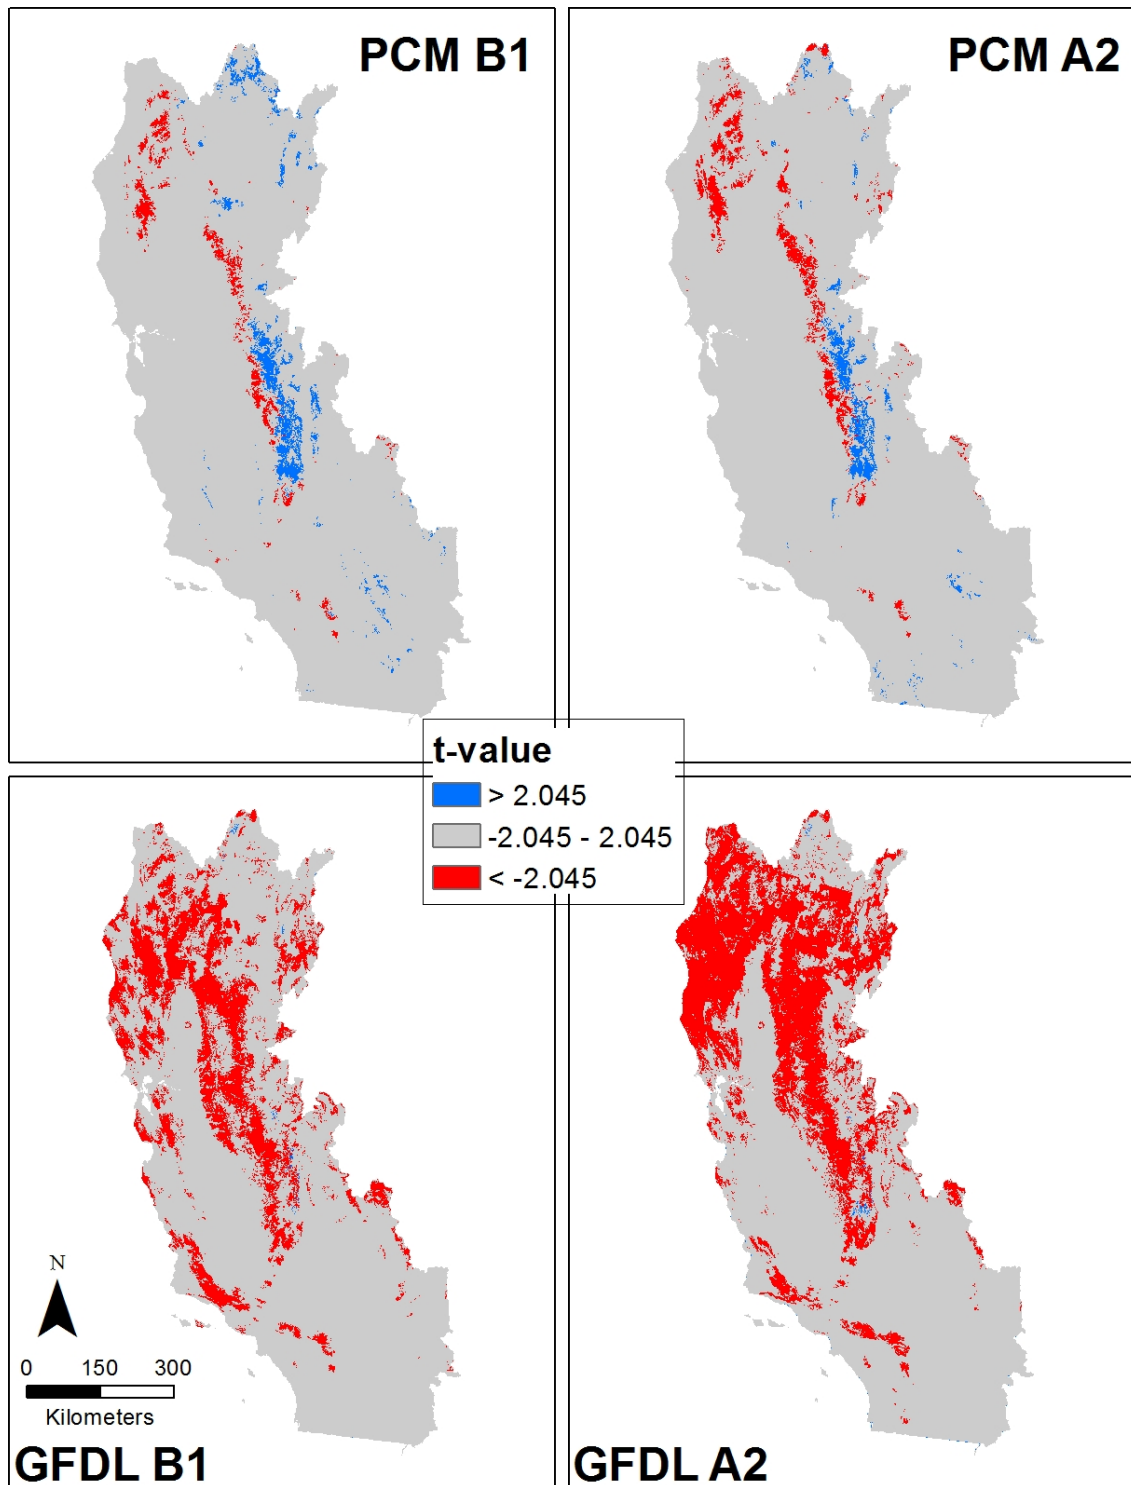 PCM B1
PCM A2
t-value
> 2.045
-2.045 - 2.045
< -2.045
N
0 150 300
Kilometers
GFDL B1
GFDL A2